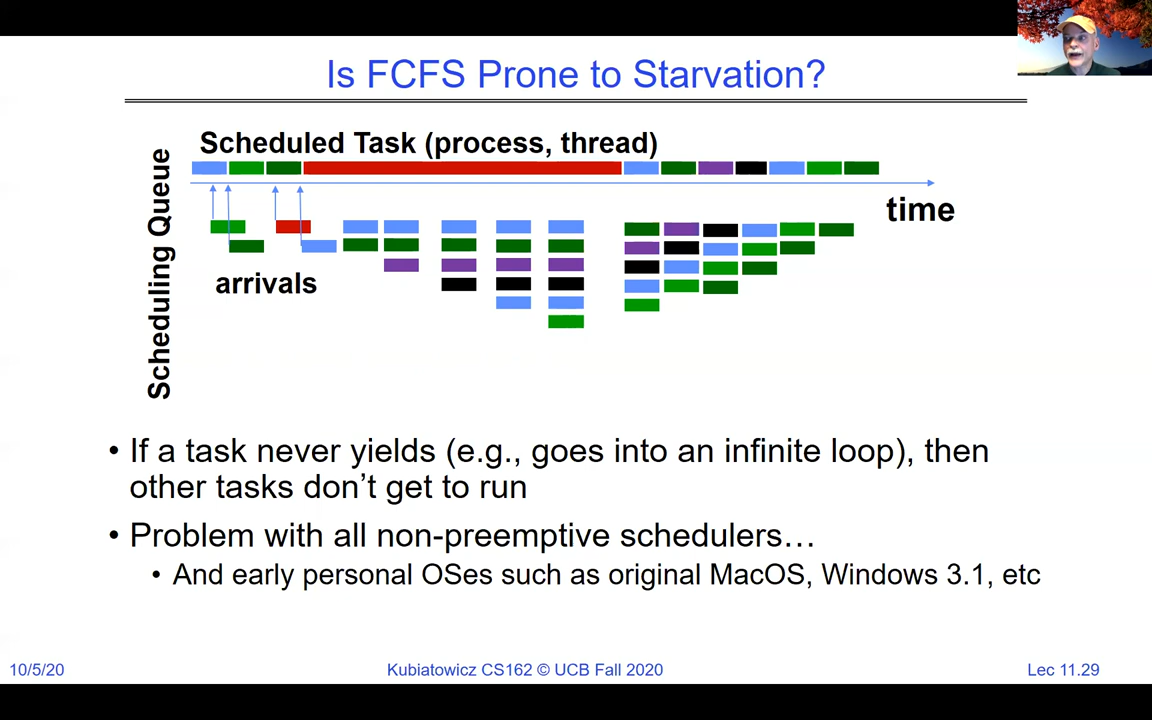 Is FCFS Prone to Starvation?
Scheduled Task (process, thread)
Scheduling Queue
time
arrivals
• If a task never yields (e.g., goes into an infinite loop), then
other tasks don’t get to run
• Problem with all non-preemptive schedulers…
• And early personal OSes such as original MacOS, Windows 3.1, etc
10/5/20
Kubiatowicz CS162 © UCB Fall 2020
Lec 11.29